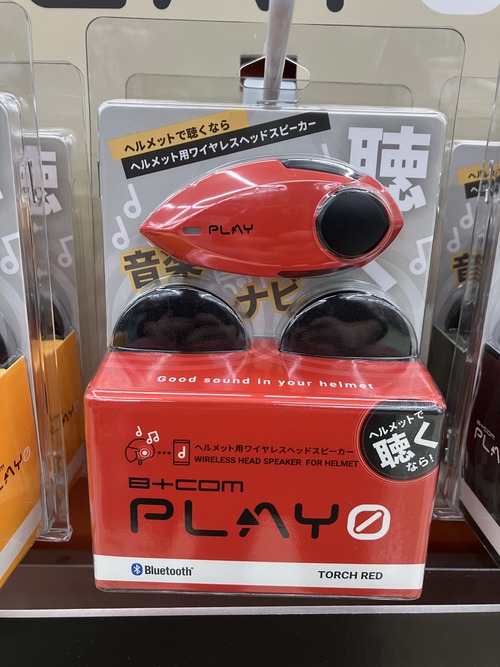 ヘルメットで聴くなら
ヘルメット用ワイヤレスヘッドスピーカー
聴く
PLAY
音楽
ナビ
Good sound in your helmet
ヘルメット用ワイヤレスヘッドスピーカー
WIRELESS HEAD SPEAKER FOR HELMET
ヘルメットで
聴く
なら!
B+COM
PLAY0
Bluetooth®
TORCH RED